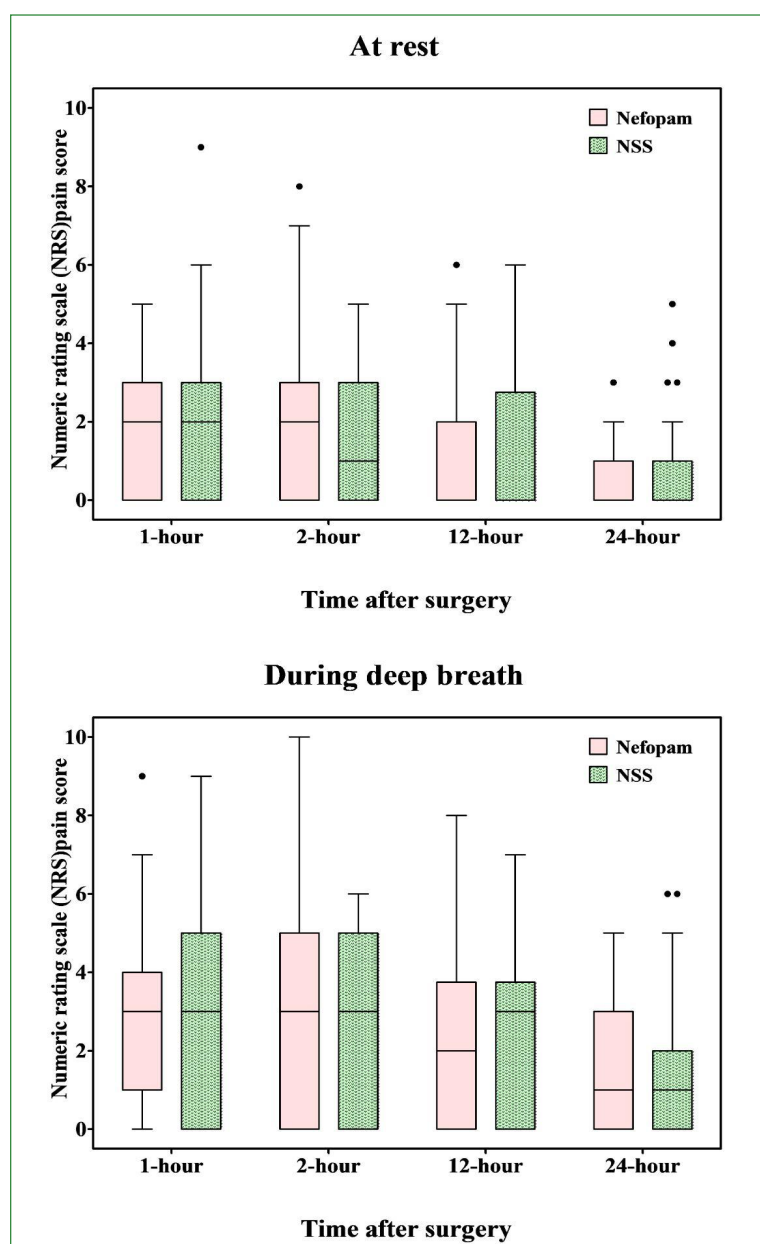 At rest
Numeric rating scale (NRS)pain score
10
8
6
4
2
0
Nefopam
NSS
1-hour 2-hour 12-hour 24-hour
Time after surgery
During deep breath
Numeric rating scale (NRS)pain score
10
8
6
4
2
0
Nefopam
NSS
1-hour 2-hour 12-hour 24-hour
Time after surgery